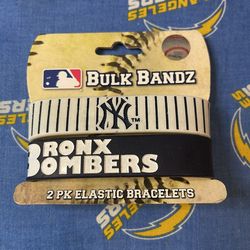 BULK BANDZ
NY
BRONX
BOMBERS
2 PK ELASTIC BRACELETS